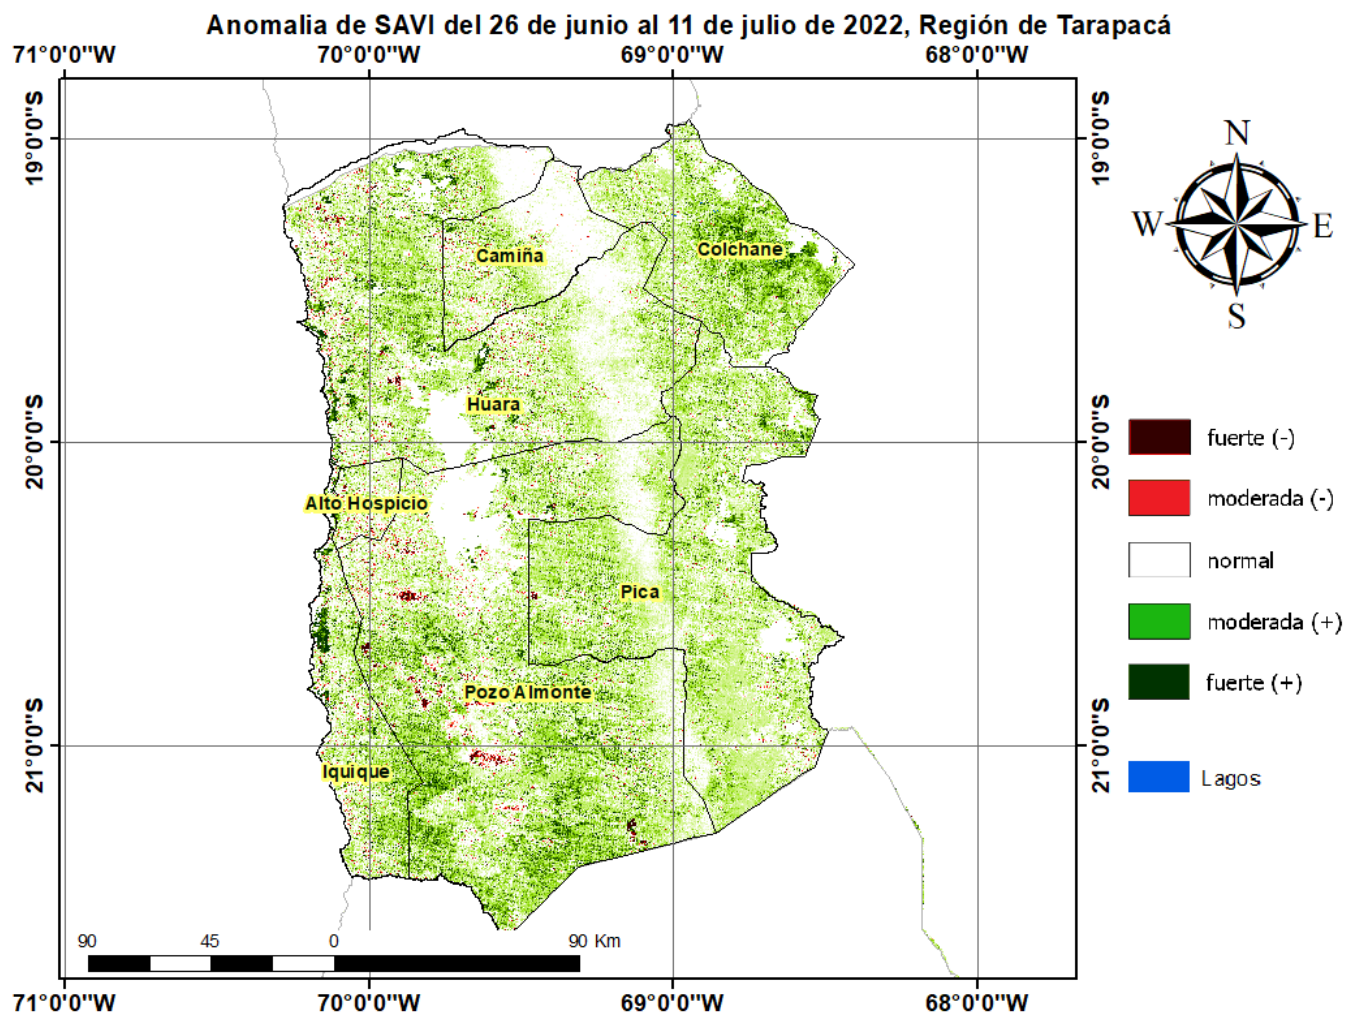 Anomalia de SAVI del 26 de junio al 11 de julio de 2022, Región de Tarapacá
71°0'0"W 70°0'0"W 69°0'0"W 68°0'0"W
19°0'0"S 19°0'0"S
N
W E
S
Camiña
Colchane
Huara
20°0'0"S 20°0'0"S
fuerte (-)
moderada (-)
normal
moderada (+)
fuerte (+)
Lagos
Alto Hospicio
Pica
Pozo Almonte
21°0'0"S 21°0'0"S
Iquique
90 45 0 90 Km
71°0'0"W 70°0'0"W 69°0'0"W 68°0'0"W